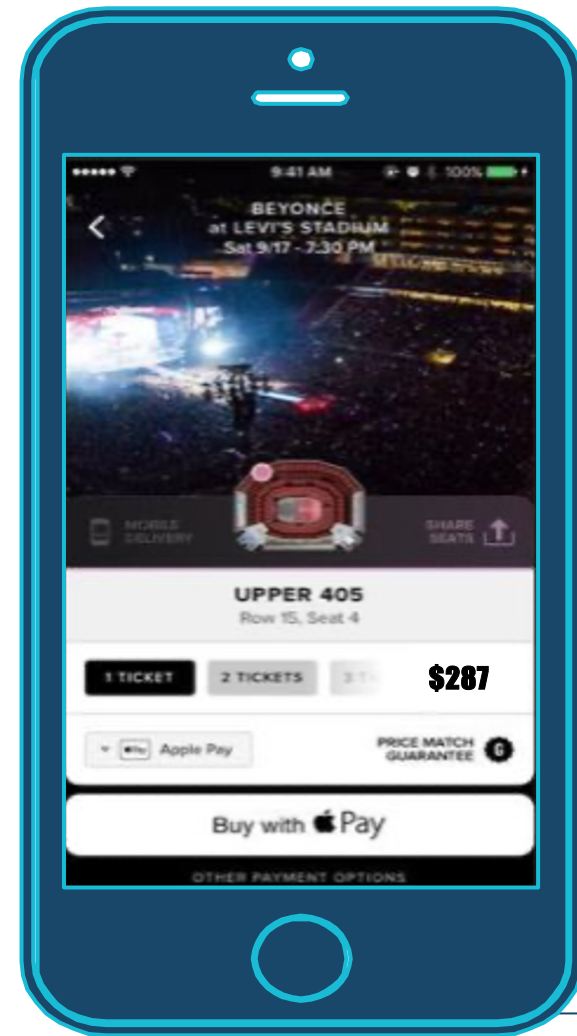 9:41 AM
100%
BEYONCE
at LEVI'S STADIUM
Sat 9/17 - 7:30 PM
MOBILE
DELIVERY
SHARE
SEATS
UPPER 405
Row 15, Seat 4
1 TICKET
2 TICKETS
$287
Pay
Apple Pay
PRICE MATCH
GUARANTEE
G
Buy with Pay
OTHER PAYMENT OPTIONS